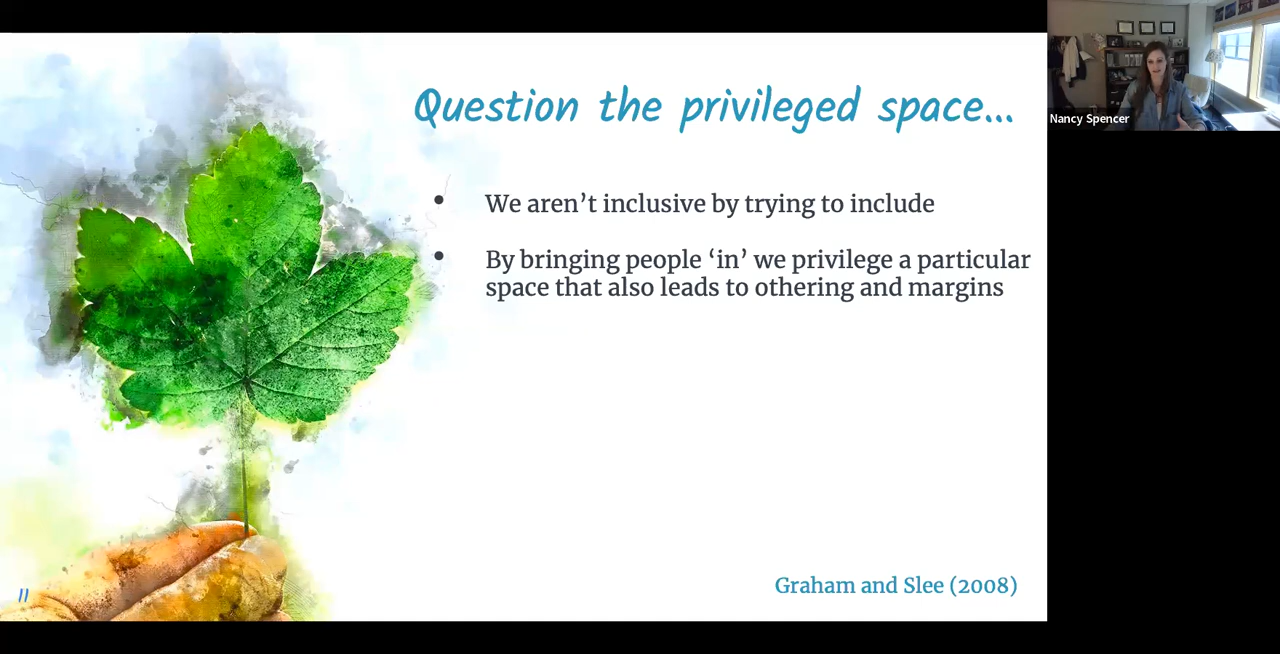 Question the privileged space...
• We aren’t inclusive by trying to include
• By bringing people ‘in’ we privilege a particular
space that also leads to othering and margins
Graham and Slee (2008)
11
Nancy Spencer